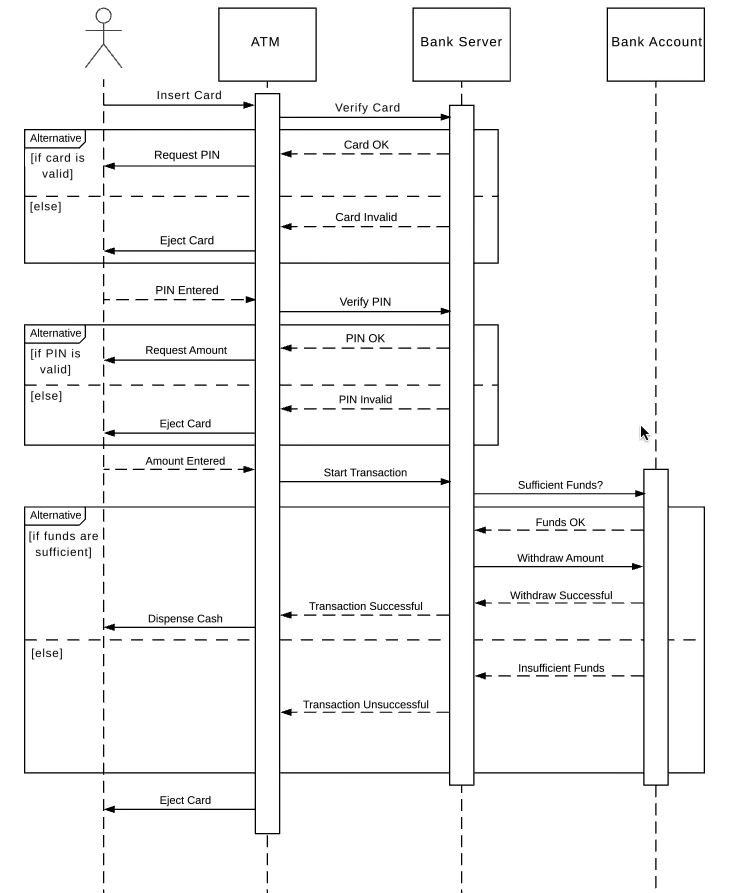 ATM
Bank Server
Bank Account
Insert Card
Verify Card
Alternative
Card OK
[if card is
valid]
Request PIN
[else]
Card Invalid
Eject Card
PIN Entered
Verify PIN
Alternative
PIN OK
[if PIN is
valid]
Request Amount
[else]
PIN Invalid
Eject Card
Amount Entered
Start Transaction
Sufficient Funds?
Alternative
Funds OK
[if funds are
sufficient]
Withdraw Amount
Withdraw Successful
Transaction Successful
Dispense Cash
[else]
Insufficient Funds
Transaction Unsuccessful
Eject Card